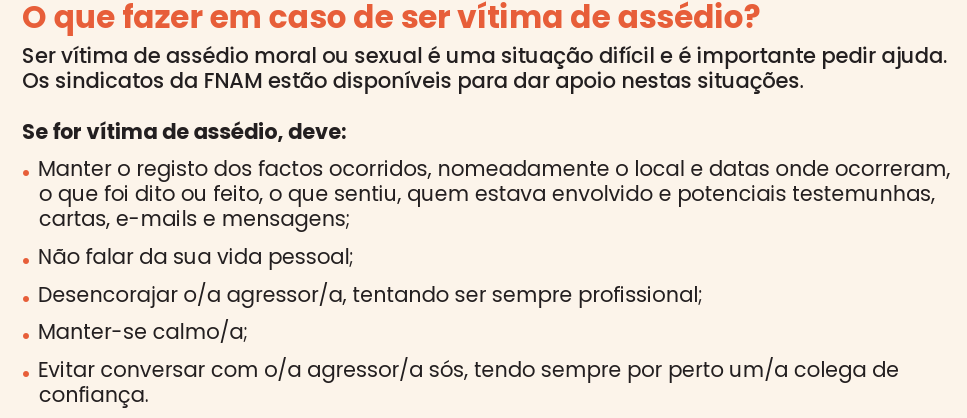 O que fazer em caso de ser vítima de assédio?
Ser vítima de assédio moral ou sexual é uma situação difícil e é importante pedir ajuda.
Os sindicatos da FNAM estão disponíveis para dar apoio nestas situações.
Se for vítima de assédio, deve:
• Manter o registo dos factos ocorridos, nomeadamente o local e datas onde ocorreram,
o que foi dito ou feito, o que sentiu, quem estava envolvido e potenciais testemunhas,
cartas, e-mails e mensagens;
• Não falar da sua vida pessoal;
• Desencorajar o/a agressor/a, tentando ser sempre profissional;
• Manter-se calmo/a;
• Evitar conversar com o/a agressor/a sós, tendo sempre por perto um/a colega de
confiança.